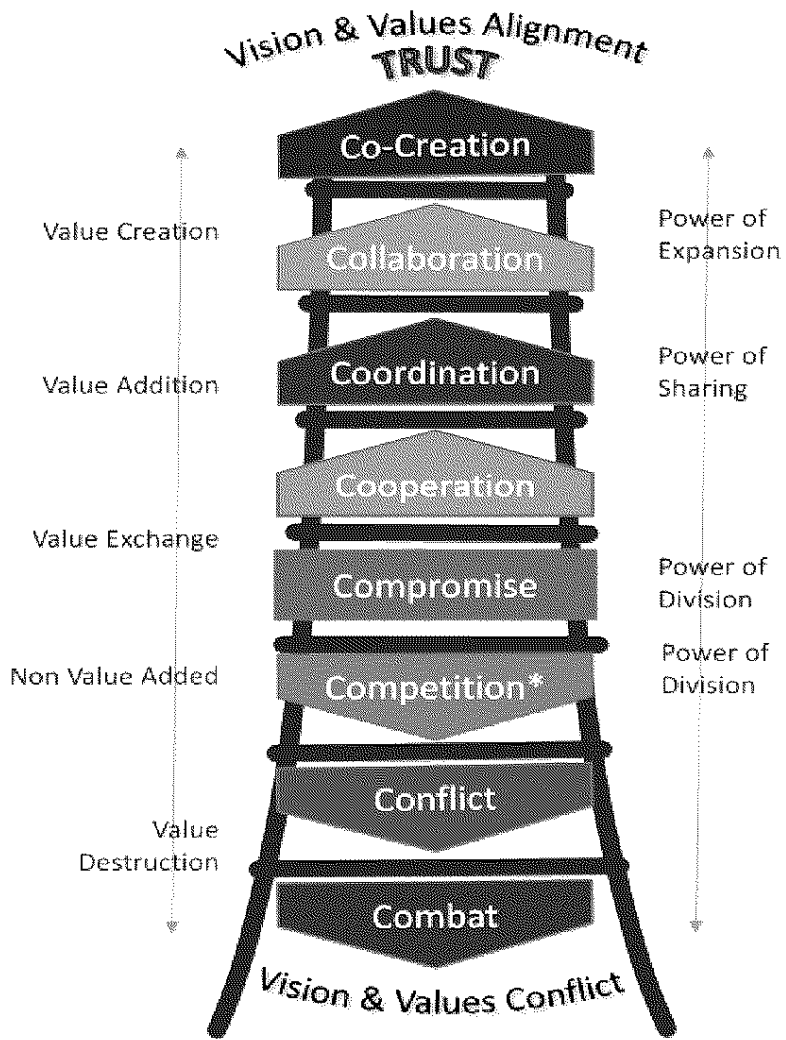 Vision & Values Alignment
TRUST
Co-Creation
Value Creation
Power of
Expansion
Collaboration
Value Addition
Coordination
Power of
Sharing
Cooperation
Value Exchange
Compromise
Power of
Division
Non Value Added
Competition*
Power of
Division
Conflict
Value
Destruction
Combat
Vision & Values Conflict